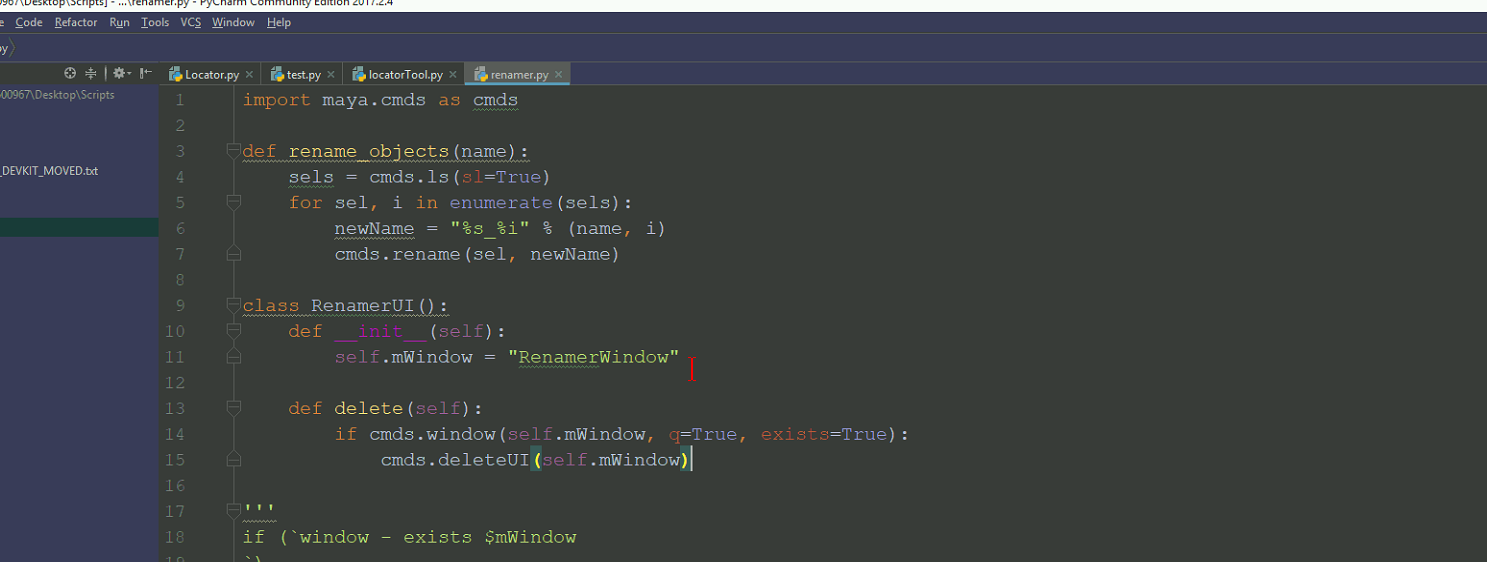 00967\Desktop\Scripts] - ...\renamer.py - PyCharm Community Edition 2017.2.4
e Code Refactor Run Tools VCS Window Help
py
Locator.py × test.py × locatorTool.py × renamer.py ×
00967\Desktop\Scripts
_DEVKIT_MOVED.txt
1 import maya.cmds as cmds
2
3 def rename_objects(name):
4 sels = cmds.ls(sl=True)
5 for sel, i in enumerate(sels):
6 newName = "%s_%i" % (name, i)
7 cmds.rename(sel, newName)
8
9 class RenamerUI():
10 def __init__(self):
11 self.mWindow = "RenamerWindow"
12
13 def delete(self):
14 if cmds.window(self.mWindow, q=True, exists=True):
15 cmds.deleteUI(self.mWindow)
16
17 '''
18 if (`window - exists $mWindow
19 `)